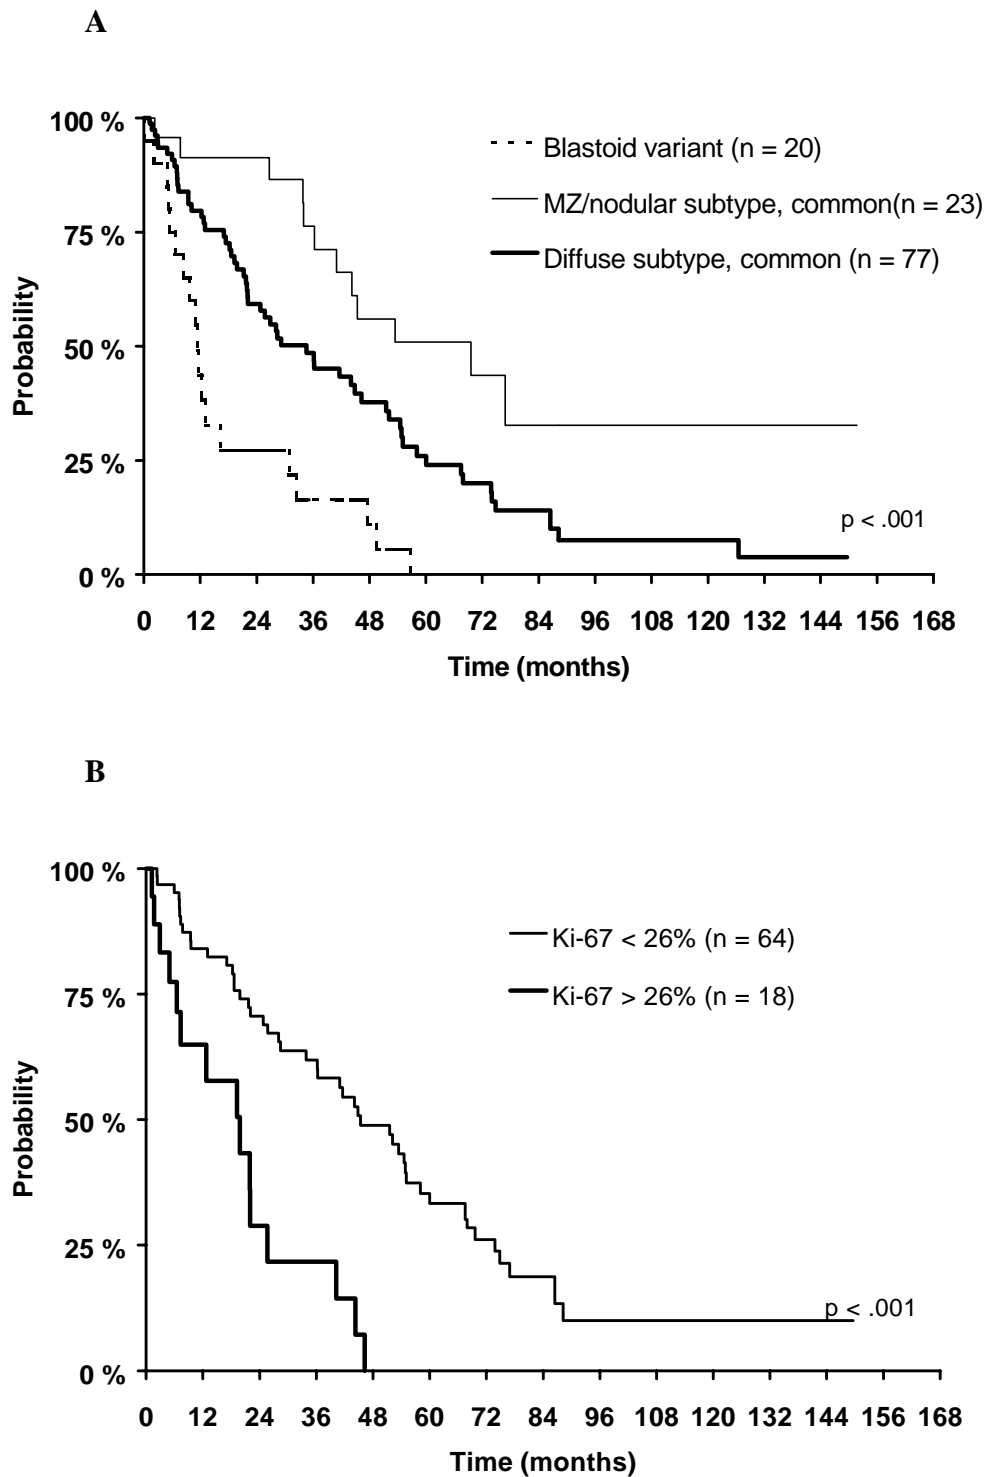 A
100 %
75 %
50 %
25 %
0 %
Probability
Blastoid variant (n = 20)
MZ/nodular subtype, common(n = 23)
Diffuse subtype, common (n = 77)
p < .001
0 12 24 36 48 60 72 84 96 108 120 132 144 156 168
Time (months)
B
100 %
75 %
50 %
25 %
0 %
Probability
Ki-67 < 26% (n = 64)
Ki-67 > 26% (n = 18)
p < .001
0 12 24 36 48 60 72 84 96 108 120 132 144 156 168
Time (months)